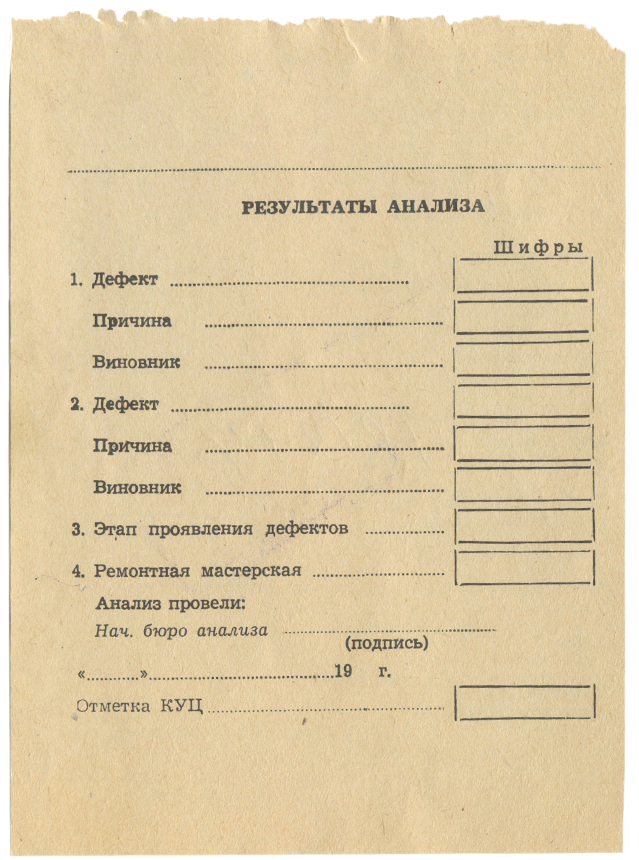 РЕЗУЛЬТАТЫ АНАЛИЗА
Шифры
1. Дефект ..........
Причина ..........
Виновник ..........
2. Дефект ..........
Причина ..........
Виновник ..........
3. Этап проявления дефектов ..........
4. Ремонтная мастерская ..........
Анализ провели:
Нач. бюро анализа ..........
(подпись)
«..........»..........19 г.
Отметка КУЦ ..........